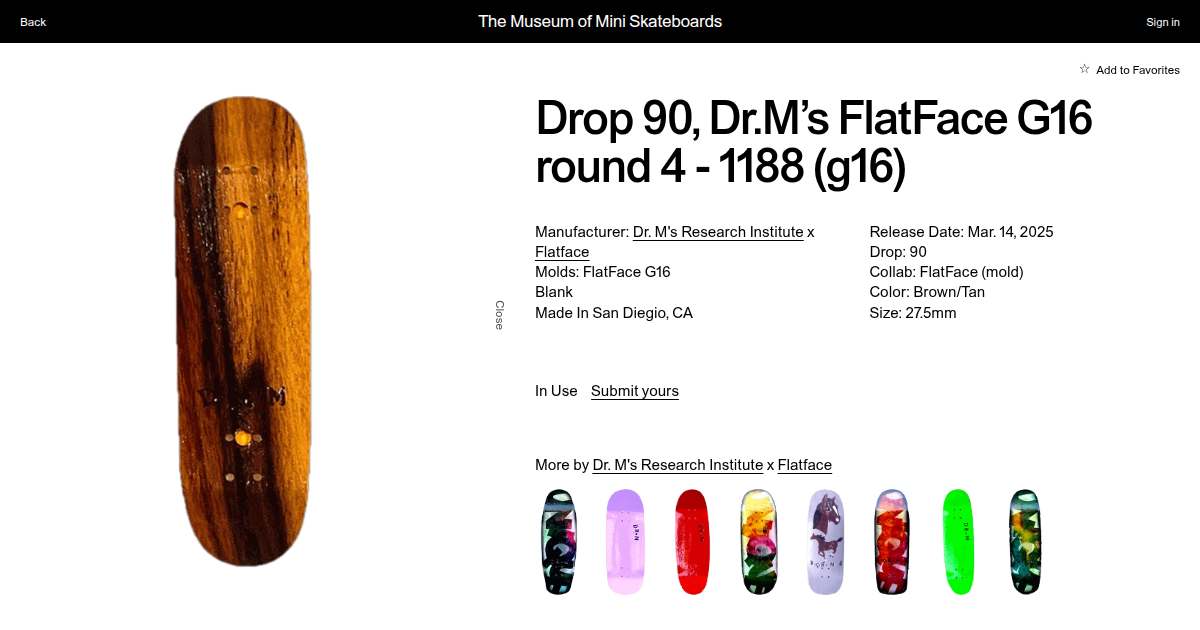 Back
The Museum of Mini Skateboards
Sign in
☆ Add to Favorites
Drop 90, Dr.M’s FlatFace G16
round 4 - 1188 (g16)
Manufacturer: Dr. M's Research Institute x
Flatface
Molds: FlatFace G16
Blank
Made In San Diegio, CA
Release Date: Mar. 14, 2025
Drop: 90
Collab: FlatFace (mold)
Color: Brown/Tan
Size: 27.5mm
Close
In Use Submit yours
More by Dr. M's Research Institute x Flatface